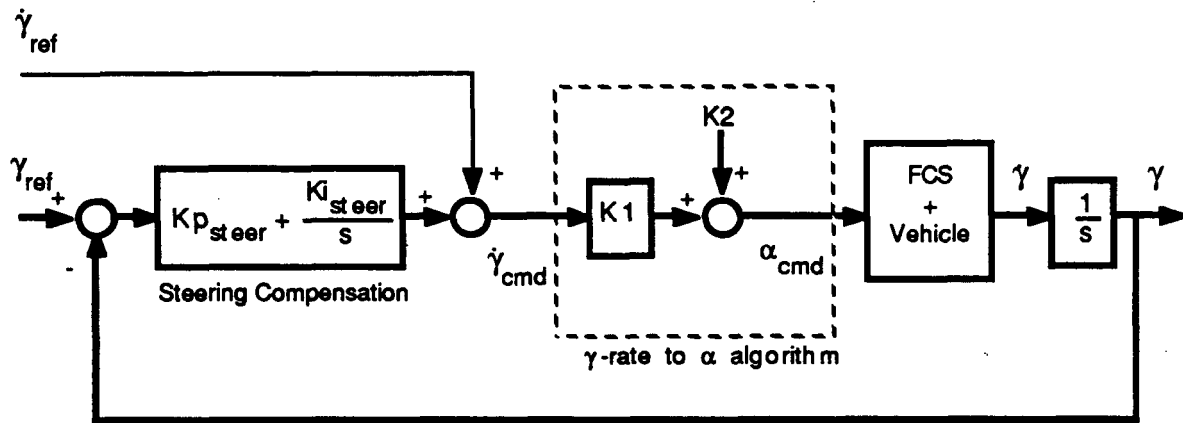 γ̇ref
γref
+
-
Kpsteer + Kisteer/s
Steering Compensation
+
+
γ̇cmd
K1
K2
+
+
αcmd
γ-rate to α algorithm
FCS
+
Vehicle
γ̇
1/s
γ